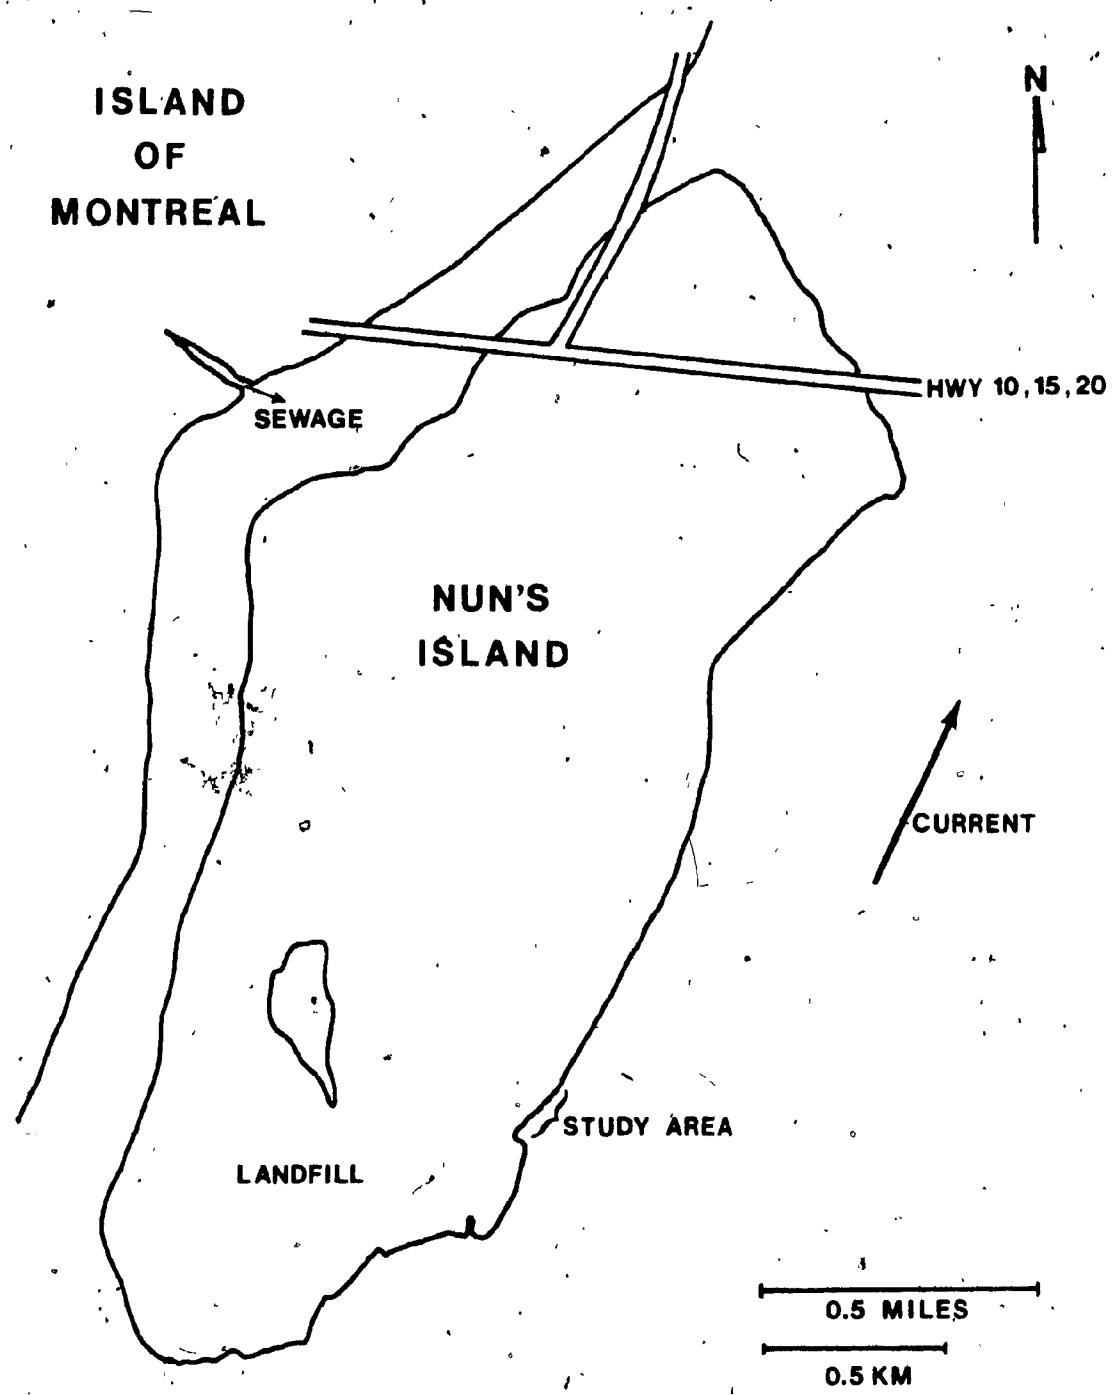 ISLAND
OF
MONTREAL
N
HWY 10, 15, 20
SEWAGE
NUN'S
ISLAND
CURRENT
STUDY AREA
LANDFILL
0.5 MILES
0.5 KM